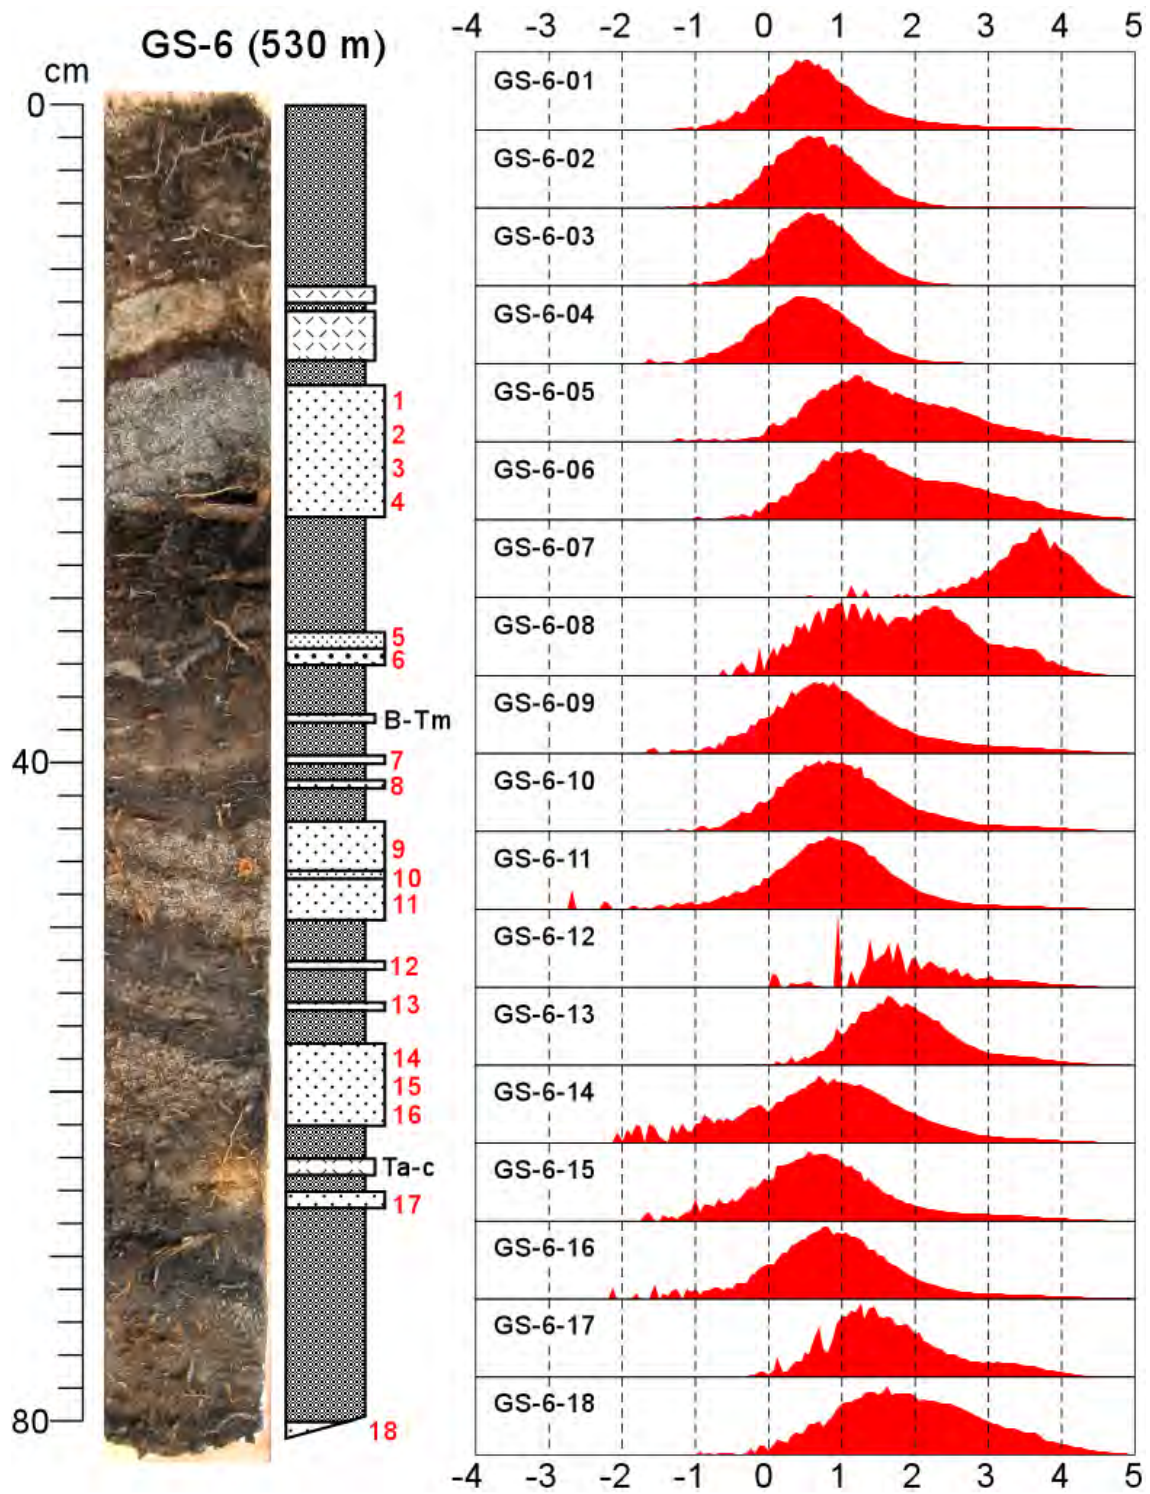 GS-6 (530 m)
cm
0
40
80
1
2
3
4
5
6
B-Tm
7
8
9
10
11
12
13
14
15
16
Ta-c
17
18
-4 -3 -2 -1 0 1 2 3 4 5
GS-6-01
GS-6-02
GS-6-03
GS-6-04
GS-6-05
GS-6-06
GS-6-07
GS-6-08
GS-6-09
GS-6-10
GS-6-11
GS-6-12
GS-6-13
GS-6-14
GS-6-15
GS-6-16
GS-6-17
GS-6-18
-4 -3 -2 -1 0 1 2 3 4 5